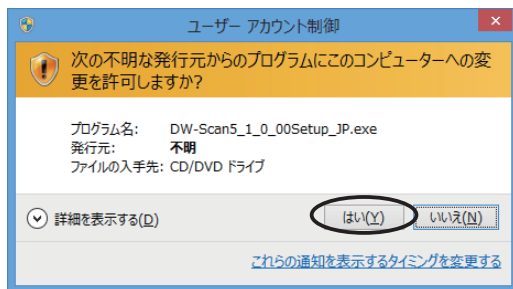 ユーザー アカウント制御
次の不明な発行元からのプログラムにこのコンピューターへの変
更を許可しますか?
プログラム名: DW-Scan5_1_0_00Setup_JP.exe
発行元: 不明
ファイルの入手先: CD/DVD ドライブ
詳細を表示する(D) はい(Y) いいえ(N)
これらの通知を表示するタイミングを変更する